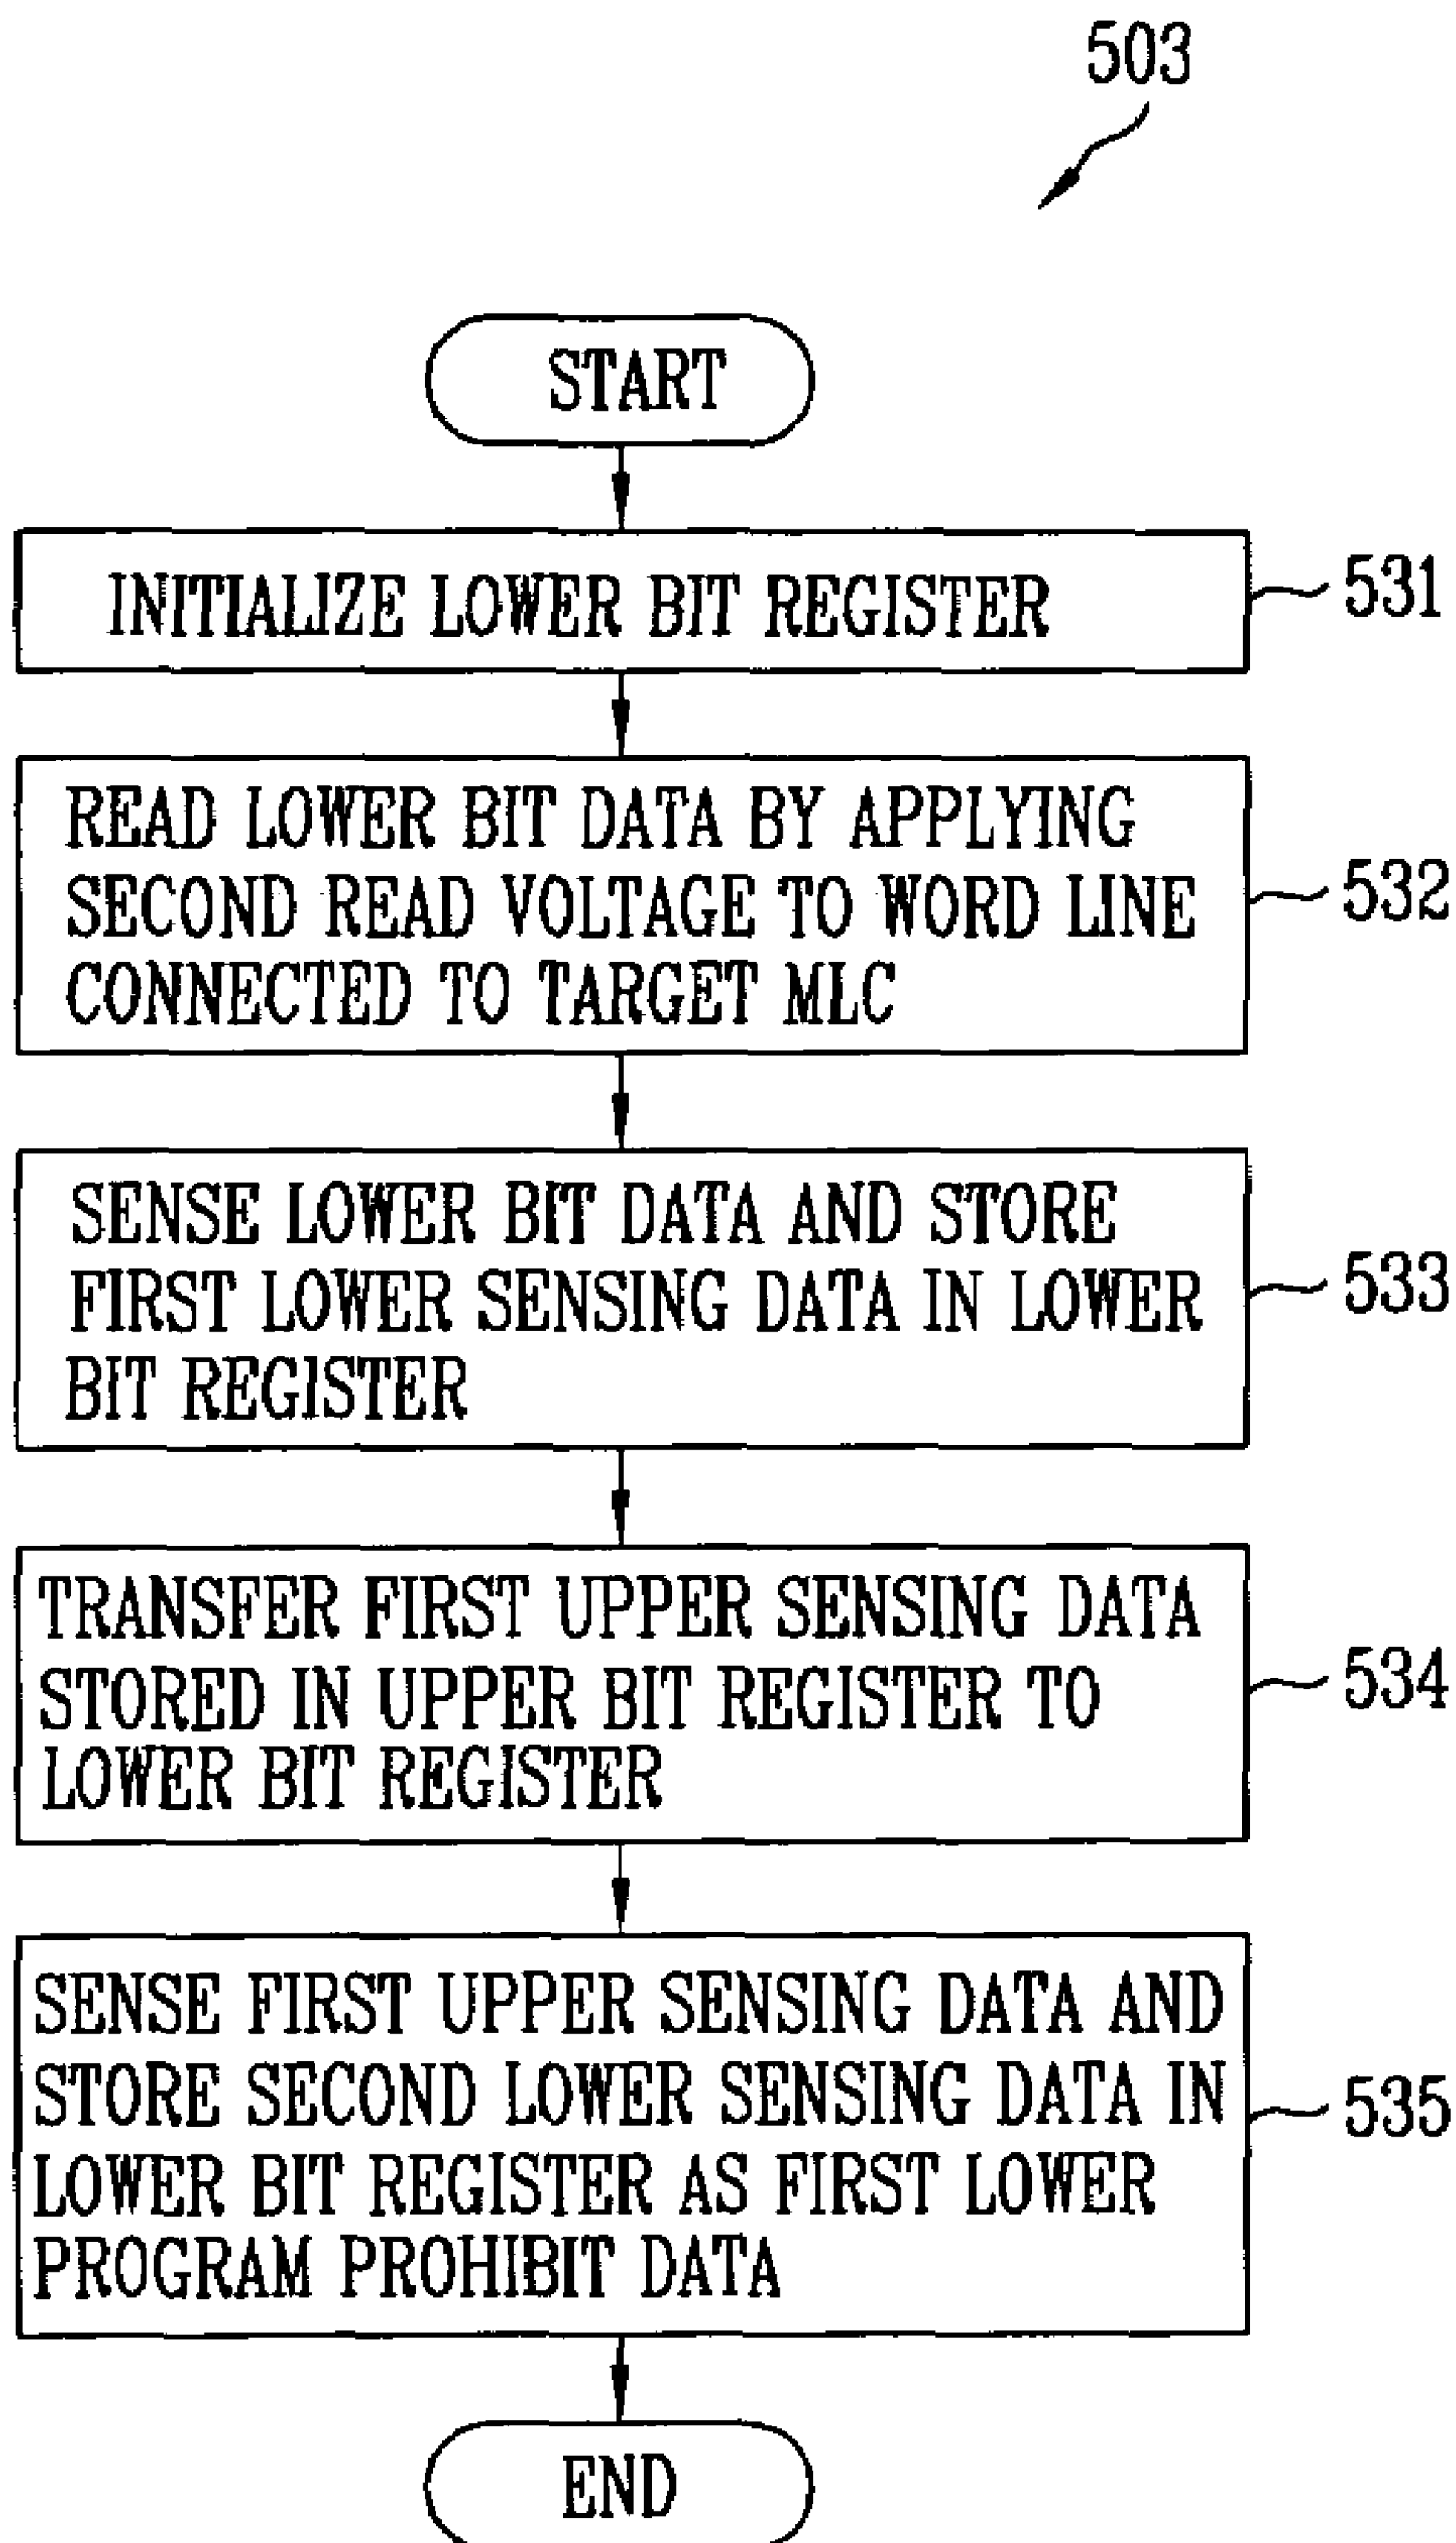 503
START
INITIALIZE LOWER BIT REGISTER
531
READ LOWER BIT DATA BY APPLYING
SECOND READ VOLTAGE TO WORD LINE
CONNECTED TO TARGET MLC
532
SENSE LOWER BIT DATA AND STORE
FIRST LOWER SENSING DATA IN LOWER
BIT REGISTER
533
TRANSFER FIRST UPPER SENSING DATA
STORED IN UPPER BIT REGISTER TO
LOWER BIT REGISTER
534
SENSE FIRST UPPER SENSING DATA AND
STORE SECOND LOWER SENSING DATA IN
LOWER BIT REGISTER AS FIRST LOWER
PROGRAM PROHIBIT DATA
535
END